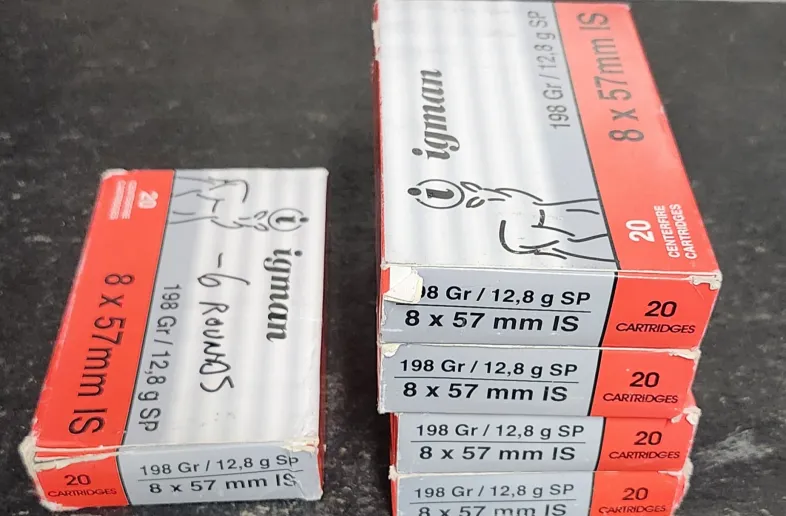 20
CENTERFIRE
CARTRIDGES
8 x 57mm IS
198 Gr / 12,8 g SP
i igman
-6 ROUNDS
20
CARTRIDGES
198 Gr / 12,8 g SP
8 x 57 mm IS
i igman
198 Gr / 12,8 g SP
8 x 57mm IS
20
CENTERFIRE
CARTRIDGES
98 Gr / 12,8 g SP
8 x 57 mm IS
20
CARTRIDGES
198 Gr / 12,8 g SP
8 x 57 mm IS
20
CARTRIDGES
198 Gr / 12,8 g SP
8 x 57 mm IS
20
CARTRIDGES
198 Gr / 12,8 g SP
8 x 57 mm IS
20
CARTRIDGES